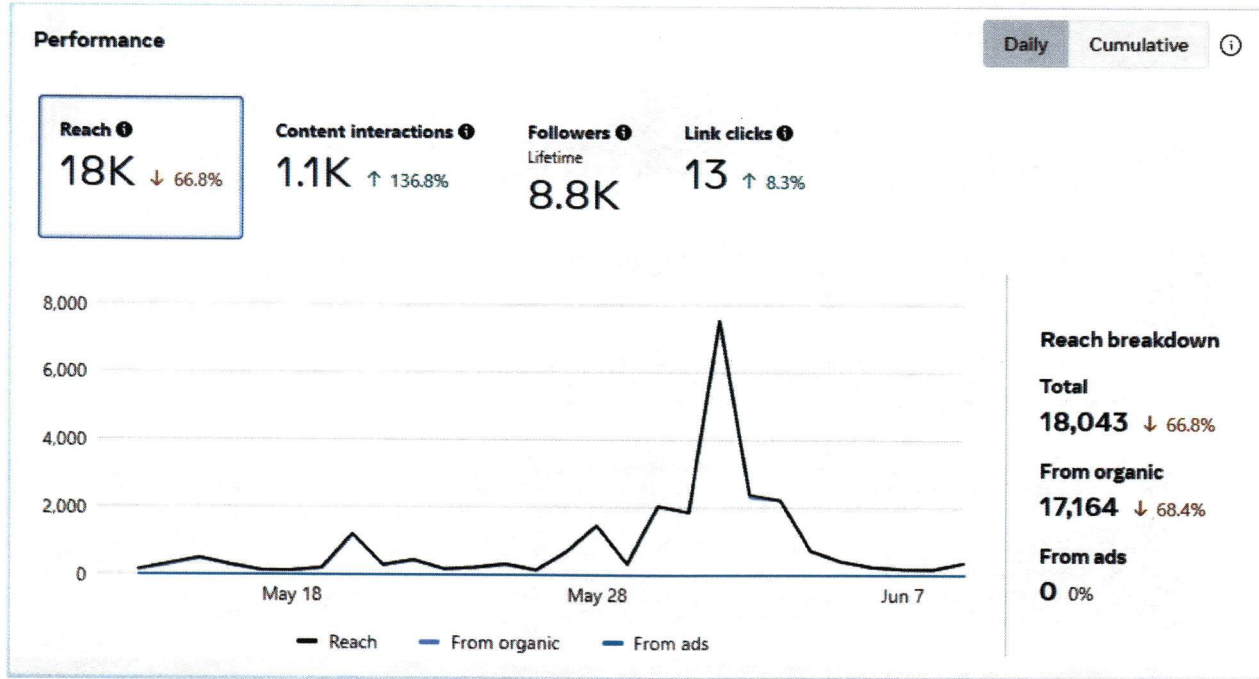 Performance
Daily Cumulative
Reach
18K ↓ 66.8%
Content interactions
1.1K ↑ 136.8%
Followers
Lifetime
8.8K
Link clicks
13 ↑ 8.3%
8,000
6,000
4,000
2,000
0
May 18 May 28 Jun 7
Reach From organic From ads
Reach breakdown
Total
18,043 ↓ 66.8%
From organic
17,164 ↓ 68.4%
From ads
0 0%